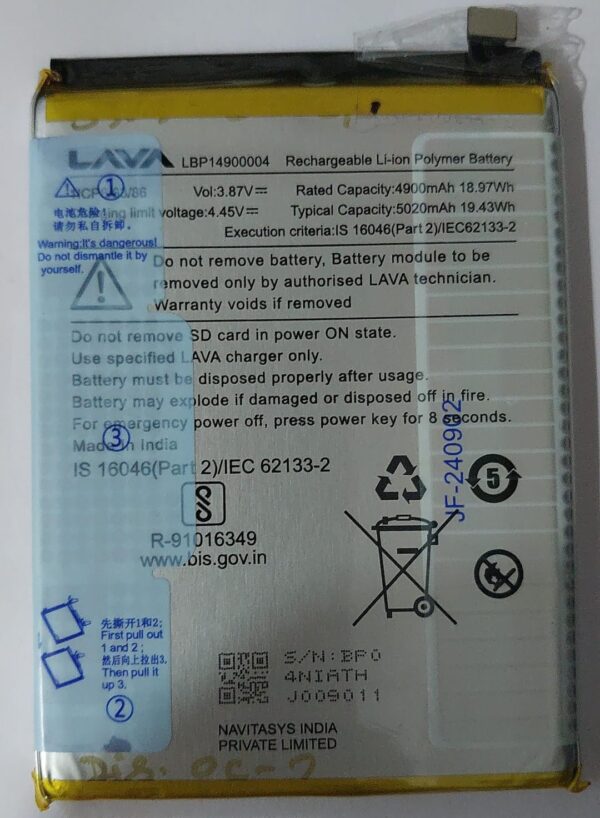 LAVA LBP14900004 Rechargeable Li-ion Polymer Battery
① Vol:3.87V⎓ Rated Capacity:4900mAh 18.97Wh
limit voltage:4.45V⎓ Typical Capacity:5020mAh 19.43Wh
Execution criteria:IS 16046(Part 2)/IEC62133-2
电池危险!
请勿私自拆卸。
Warning:It's dangerous!
Do not dismantle it by
yourself.
Do not remove battery, Battery module to be
removed only by authorised LAVA technician.
Warranty voids if removed
Do not remove SD card in power ON state.
Use specified LAVA charger only.
Battery must be disposed properly after usage.
Battery may explode if damaged or disposed off in fire.
For emergency power off, press power key for 8 seconds.
Made in India
③
IS 16046(Part 2)/IEC 62133-2
JF-240902
5
R-91016349
www.bis.gov.in
先撕开1和2;
First pull out
1 and 2 ;
然后向上拉出3.
Then pull it
up 3.
②
S/N:BP0
4NIATH
J009011
NAVITASYS INDIA
PRIVATE LIMITED